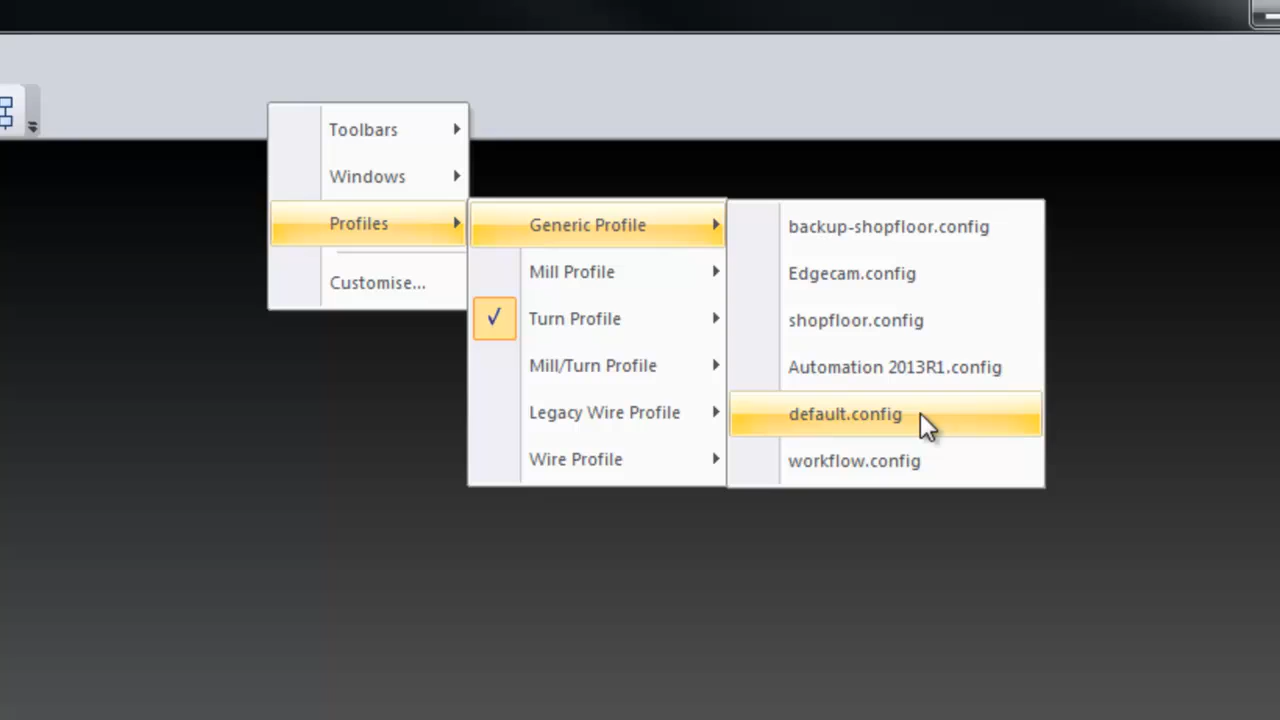 Toolbars
Windows
Profiles
Customise...
Generic Profile
Mill Profile
Turn Profile
Mill/Turn Profile
Legacy Wire Profile
Wire Profile
backup-shopfloor.config
Edgecam.config
shopfloor.config
Automation 2013R1.config
default.config
workflow.config